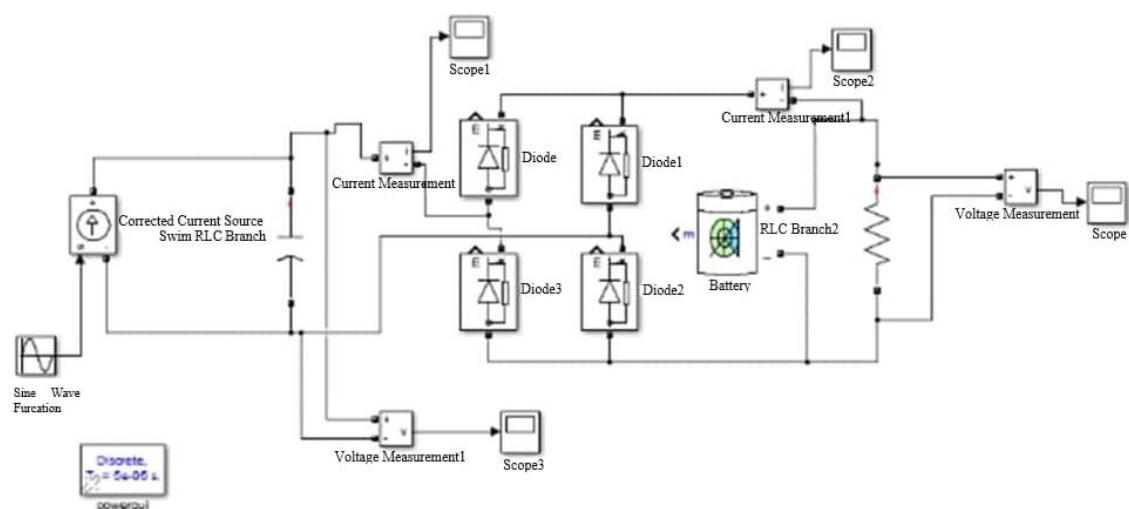 Scope1
Scope2
Current Measurement1
Diode
Diode1
Current Measurement
Corrected Current Source
Swim RLC Branch
Voltage Measurement
Scope
RLC Branch2
m
Battery
Diode3
Diode2
Sine Wave
Furcation
Voltage Measurement1
Scope3
Discrete,
powergui